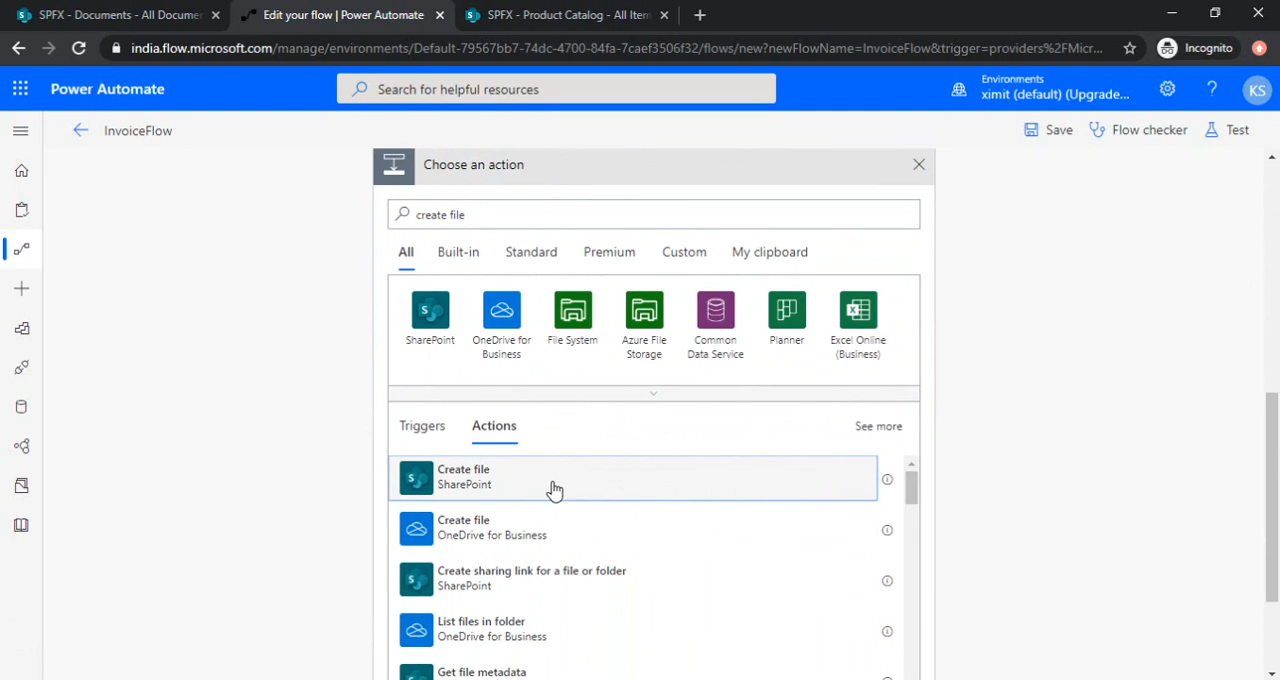 SPFX - Documents - All Documer
Edit your flow | Power Automate
SPFX - Product Catalog - All Item
india.flow.microsoft.com/manage/environments/Default-79567bb7-74dc-4700-84fa-7caef3506f32/flows/new?newFlowName=InvoiceFlow&trigger=providers%2FMicr...
Incognito
Power Automate
Search for helpful resources
Environments
ximit (default) (Upgrade...
KS
InvoiceFlow
Save
Flow checker
Test
Choose an action
create file
All
Built-in
Standard
Premium
Custom
My clipboard
SharePoint
OneDrive for
Business
File System
Azure File
Storage
Common
Data Service
Planner
Excel Online
(Business)
Triggers
Actions
See more
Create file
SharePoint
Create file
OneDrive for Business
Create sharing link for a file or folder
SharePoint
List files in folder
OneDrive for Business
Get file metadata